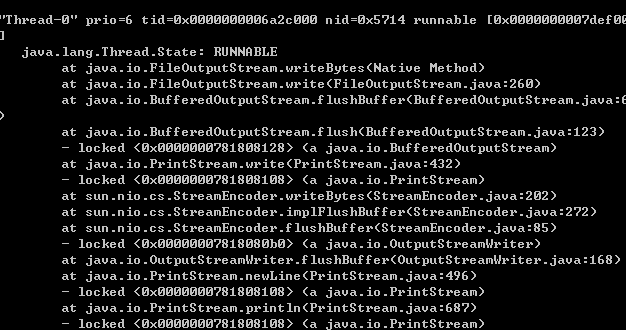 "Thread-0" prio=6 tid=0x0000000006a2c000 nid=0x5714 runnable [0x0000000007def00
]
java.lang.Thread.State: RUNNABLE
at java.io.FileOutputStream.writeBytes(Native Method)
at java.io.FileOutputStream.write(FileOutputStream.java:260)
at java.io.BufferedOutputStream.flushBuffer(BufferedOutputStream.java:6
)
at java.io.BufferedOutputStream.flush(BufferedOutputStream.java:123)
- locked <0x0000000781808128> (a java.io.BufferedOutputStream)
at java.io.PrintStream.write(PrintStream.java:432)
- locked <0x0000000781808108> (a java.io.PrintStream)
at sun.nio.cs.StreamEncoder.writeBytes(StreamEncoder.java:202)
at sun.nio.cs.StreamEncoder.implFlushBuffer(StreamEncoder.java:272)
at sun.nio.cs.StreamEncoder.flushBuffer(StreamEncoder.java:85)
- locked <0x00000007818080b0> (a java.io.OutputStreamWriter)
at java.io.OutputStreamWriter.flushBuffer(OutputStreamWriter.java:168)
at java.io.PrintStream.newLine(PrintStream.java:496)
- locked <0x0000000781808108> (a java.io.PrintStream)
at java.io.PrintStream.println(PrintStream.java:687)
- locked <0x0000000781808108> (a java.io.PrintStream)